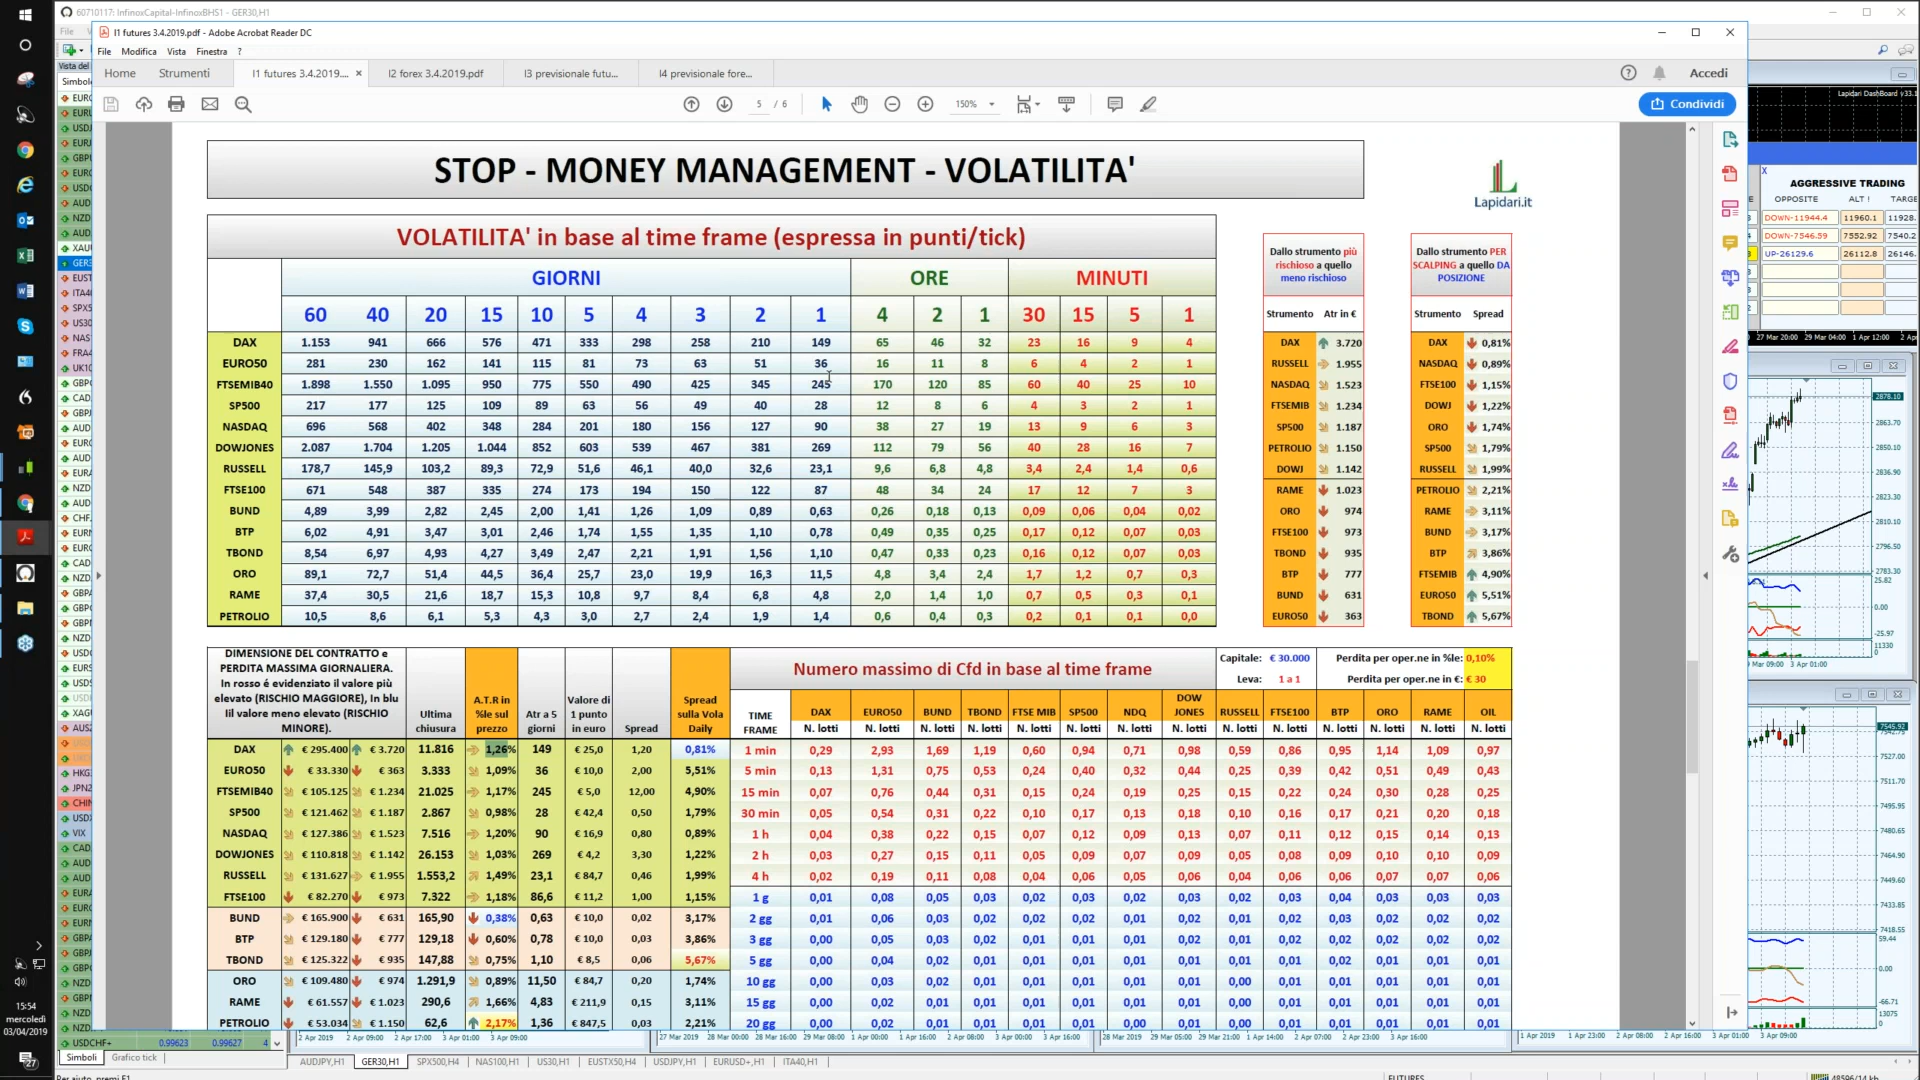 60710117: InfinoxCapital-InfinoxBHS1 - GER30,H1
I1 futures 3.4.2019.pdf - Adobe Acrobat Reader DC
File Modifica Vista Finestra ?
Home Strumenti I1 futures 3.4.2019.... × I2 forex 3.4.2019.pdf I3 previsionale futu... I4 previsionale fore... Accedi
5 / 6 150% Condividi
STOP - MONEY MANAGEMENT - VOLATILITA'
Lapidari.it
VOLATILITA' in base al time frame (espressa in punti/tick)
GIORNI ORE MINUTI
60 40 20 15 10 5 4 3 2 1 4 2 1 30 15 5 1
DAX 1.153 941 666 576 471 333 298 258 210 149 65 46 32 23 16 9 4
EURO50 281 230 162 141 115 81 73 63 51 36 16 11 8 6 4 2 1
FTSEMIB40 1.898 1.550 1.095 950 775 550 490 425 345 245 170 120 85 60 40 25 10
SP500 217 177 125 109 89 63 56 49 40 28 12 8 6 4 3 2 1
NASDAQ 696 568 402 348 284 201 180 156 127 90 38 27 19 13 9 6 3
DOWJONES 2.087 1.704 1.205 1.044 852 603 539 467 381 269 112 79 56 40 28 16 7
RUSSELL 178,7 145,9 103,2 89,3 72,9 51,6 46,1 40,0 32,6 23,1 9,6 6,8 4,8 3,4 2,4 1,4 0,6
FTSE100 671 548 387 335 274 173 194 150 122 87 48 34 24 17 12 7 3
BUND 4,89 3,99 2,82 2,45 2,00 1,41 1,26 1,09 0,89 0,63 0,26 0,18 0,13 0,09 0,06 0,04 0,02
BTP 6,02 4,91 3,47 3,01 2,46 1,74 1,55 1,35 1,10 0,78 0,49 0,35 0,25 0,17 0,12 0,07 0,03
TBOND 8,54 6,97 4,93 4,27 3,49 2,47 2,21 1,91 1,56 1,10 0,47 0,33 0,23 0,16 0,12 0,07 0,03
ORO 89,1 72,7 51,4 44,5 36,4 25,7 23,0 19,9 16,3 11,5 4,8 3,4 2,4 1,7 1,2 0,7 0,3
RAME 37,4 30,5 21,6 18,7 15,3 10,8 9,7 8,4 6,8 4,8 2,0 1,4 1,0 0,7 0,5 0,3 0,1
PETROLIO 10,5 8,6 6,1 5,3 4,3 3,0 2,7 2,4 1,9 1,4 0,6 0,4 0,3 0,2 0,1 0,1 0,0
Dallo strumento più
rischioso a quello
meno rischioso
Strumento Atr in €
DAX 3.720
RUSSELL 1.955
NASDAQ 1.523
FTSEMIB 1.234
SP500 1.187
PETROLIO 1.150
DOWJ 1.142
RAME 1.023
ORO 974
FTSE100 973
TBOND 935
BTP 777
BUND 631
EURO50 363
Dallo strumento PER
SCALPING a quello DA
POSIZIONE
Strumento Spread
DAX 0,81%
NASDAQ 0,89%
FTSE100 1,15%
DOWJ 1,22%
ORO 1,74%
SP500 1,79%
RUSSELL 1,99%
PETROLIO 2,21%
RAME 3,11%
BUND 3,17%
BTP 3,86%
FTSEMIB 4,90%
EURO50 5,51%
TBOND 5,67%
DIMENSIONE DEL CONTRATTO e
PERDITA MASSIMA GIORNALIERA.
In rosso é evidenziato il valore più
elevato (RISCHIO MAGGIORE), In blu
Iil valore meno elevato (RISCHIO
MINORE).
Ultima
chiusura
A.T.R in
%le sul
prezzo
Atr a 5
giorni
Valore di
1 punto
in euro
Spread
Spread
sulla Vola
Daily
DAX € 295.400 € 3.720 11.816 1,26% 149 € 25,0 1,20 0,81%
EURO50 € 33.330 € 363 3.333 1,09% 36 € 10,0 2,00 5,51%
FTSEMIB40 € 105.125 € 1.234 21.025 1,17% 245 € 5,0 12,00 4,90%
SP500 € 121.462 € 1.187 2.867 0,98% 28 € 42,4 0,50 1,79%
NASDAQ € 127.386 € 1.523 7.516 1,20% 90 € 16,9 0,80 0,89%
DOWJONES € 110.818 € 1.142 26.153 1,03% 269 € 4,2 3,30 1,22%
RUSSELL € 131.627 € 1.955 1.553,2 1,49% 23,1 € 84,7 0,46 1,99%
FTSE100 € 82.270 € 973 7.322 1,18% 86,6 € 11,2 1,00 1,15%
BUND € 165.900 € 631 165,90 0,38% 0,63 € 10,0 0,02 3,17%
BTP € 129.180 € 777 129,18 0,60% 0,78 € 10,0 0,03 3,86%
TBOND € 125.322 € 935 147,88 0,75% 1,10 € 8,5 0,06 5,67%
ORO € 109.480 € 974 1.291,9 0,89% 11,50 € 84,7 0,20 1,74%
RAME € 61.557 € 1.023 290,6 1,66% 4,83 € 211,9 0,15 3,11%
PETROLIO € 53.034 € 1.150 62,6 2,17% 1,36 € 847,5 0,03 2,21%
Numero massimo di Cfd in base al time frame
Capitale: € 30.000 Perdita per oper.ne in %le: 0,10%
Leva: 1 a 1 Perdita per oper.ne in €: € 30
TIME FRAME DAX EURO50 BUND TBOND FTSE MIB SP500 NDQ DOW JONES RUSSELL FTSE100 BTP ORO RAME OIL
N. lotti N. lotti N. lotti N. lotti N. lotti N. lotti N. lotti N. lotti N. lotti N. lotti N. lotti N. lotti N. lotti N. lotti
1 min 0,29 2,93 1,69 1,19 0,60 0,94 0,71 0,98 0,59 0,86 0,95 1,14 1,09 0,97
5 min 0,13 1,31 0,75 0,53 0,24 0,40 0,32 0,44 0,25 0,39 0,42 0,51 0,49 0,43
15 min 0,07 0,76 0,44 0,31 0,15 0,24 0,19 0,25 0,15 0,22 0,24 0,30 0,28 0,25
30 min 0,05 0,54 0,31 0,22 0,10 0,17 0,13 0,18 0,10 0,16 0,17 0,21 0,20 0,18
1 h 0,04 0,38 0,22 0,15 0,07 0,12 0,09 0,13 0,07 0,11 0,12 0,15 0,14 0,13
2 h 0,03 0,27 0,15 0,11 0,05 0,09 0,07 0,09 0,05 0,08 0,09 0,10 0,10 0,09
4 h 0,02 0,19 0,11 0,08 0,04 0,06 0,05 0,06 0,04 0,06 0,06 0,07 0,07 0,06
1 g 0,01 0,08 0,05 0,03 0,02 0,03 0,02 0,03 0,02 0,03 0,04 0,03 0,03 0,03
2 gg 0,01 0,06 0,03 0,02 0,01 0,02 0,02 0,02 0,01 0,02 0,03 0,02 0,02 0,02
3 gg 0,00 0,05 0,03 0,02 0,01 0,02 0,01 0,02 0,01 0,02 0,02 0,02 0,02 0,02
5 gg 0,00 0,04 0,02 0,01 0,01 0,01 0,01 0,01 0,00 0,01 0,02 0,01 0,01 0,01
10 gg 0,00 0,03 0,02 0,01 0,01 0,01 0,01 0,01 0,00 0,01 0,01 0,01 0,01 0,01
15 gg 0,00 0,02 0,01 0,01 0,01 0,01 0,01 0,01 0,00 0,01 0,01 0,01 0,01 0,01
20 gg 0,00 0,02 0,01 0,01 0,01 0,01 0,01 0,01 0,00 0,01 0,01 0,01 0,01 0,01
AGGRESSIVE TRADING
OPPOSITE ALT !
DOWN-11944.4 11960.1
DOWN-7546.59 7552.92
UP-26129.6 26112.8
USDCHF+ 0.99623 0.99627 4
Simboli Grafico tick
AUDJPY,H1 GER30,H1 SPX500,H4 NAS100,H1 US30,H1 EUSTX50,H4 USDJPY,H1 EURUSD+,H1 ITA40,H1
15:54
mercoledì
03/04/2019